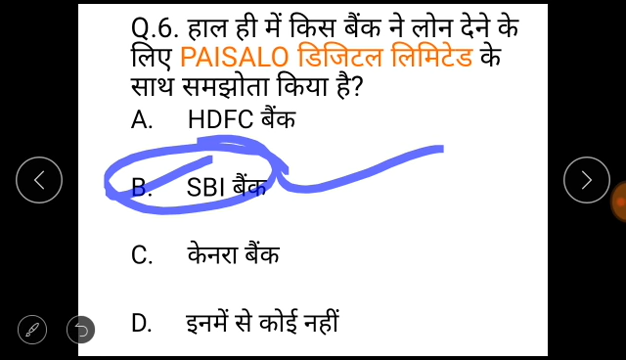 Q.6. हाल ही में किस बैंक ने लोन देने के
लिए PAISALO डिजिटल लिमिटेड के
साथ समझोता किया है?
A. HDFC बैंक
B. SBI बैंक
C. केनरा बैंक
D. इनमें से कोई नहीं